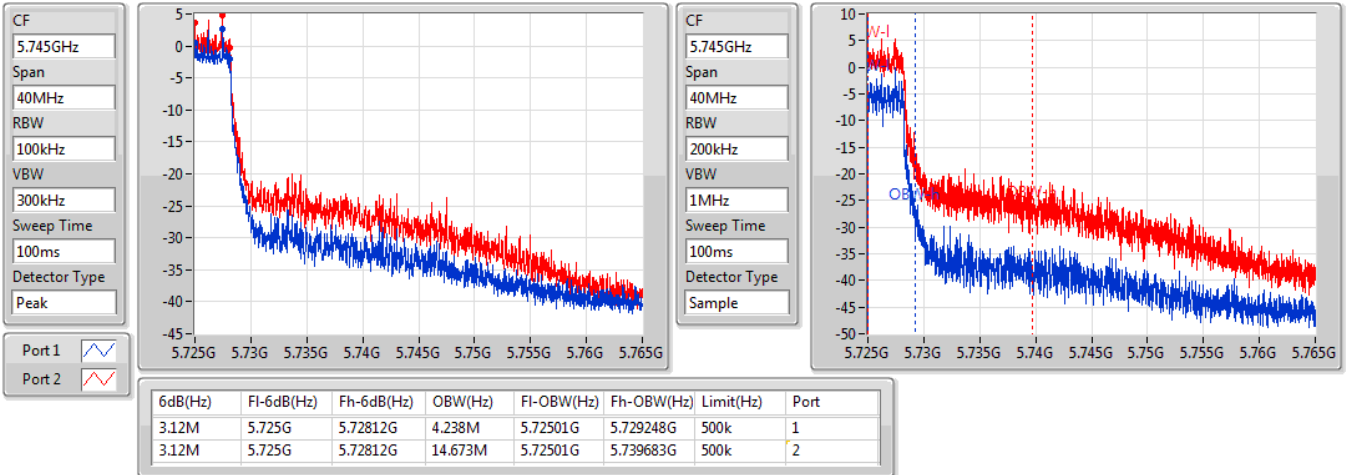 CF
5.745GHz
Span
40MHz
RBW
100kHz
VBW
300kHz
Sweep Time
100ms
Detector Type
Peak
Port 1
Port 2
5
0
-5
-10
-15
-20
-25
-30
-35
-40
-45
5.725G 5.73G 5.735G 5.74G 5.745G 5.75G 5.755G 5.76G 5.765G
CF
5.745GHz
Span
40MHz
RBW
200kHz
VBW
1MHz
Sweep Time
100ms
Detector Type
Sample
10
5
0
-5
-10
-15
-20
-25
-30
-35
-40
-45
-50
W-l
5.725G 5.73G 5.735G 5.74G 5.745G 5.75G 5.755G 5.76G 5.765G
6dB(Hz) Fl-6dB(Hz) Fh-6dB(Hz) OBW(Hz) Fl-OBW(Hz) Fh-OBW(Hz) Limit(Hz) Port
3.12M 5.725G 5.72812G 4.238M 5.72501G 5.729248G 500k 1
3.12M 5.725G 5.72812G 14.673M 5.72501G 5.739683G 500k 2